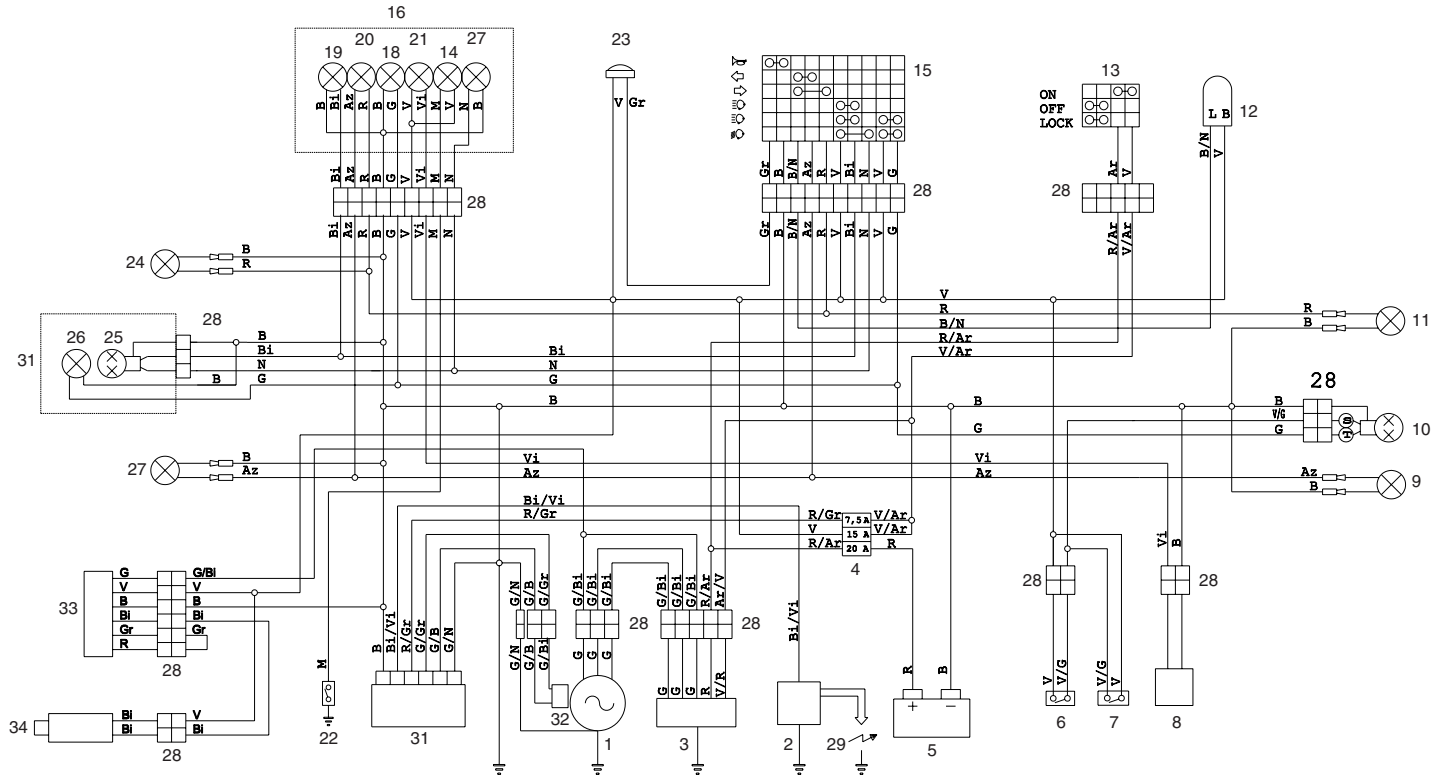 16
19 20 18 21 14 27
B Bi Az R B G V Vi M V N B
Bi Az R B G V Vi M N
28
Bi Az R B G V Vi M N
23
V Gr
15
Gr B B/N Az R V Bi N V G
28
Gr B B/N Az R V Bi N V G
13
ON
OFF
LOCK
Ar V
28
R/Ar V/Ar
L B
12
B/N V
24
B
R
V
R
B/N
R/Ar
V/Ar
R
B
11
31
26 25
28
B
Bi
N
G
B
Bi
N
G
B
B
G
28
B
V/G
G
S
H
10
27
B
Az
Vi
Az
Vi
Az
Az
B
9
Bi/Vi
R/Gr
R/Gr 7,5A V/Ar
V 15 A V/Ar
R/Ar 20 A R
4
33
G G/Bi
V V
B B
Bi Bi
Gr Gr
R
28
34
Bi V
Bi Bi
28
M
22
B Bi/Vi R/Gr G/Gr G/B G/N
31
G/N G/B G/Gr
G/N G/B G/Bi
32
G/Bi G/Bi G/Bi
28
G G G
1
G/Bi G/Bi G/Bi R/Ar Ar/V
28
G G G R V/R
3
Bi/Vi
2
29
R B
+ −
5
28
V V/G
6
V/G V
7
Vi B
28
8